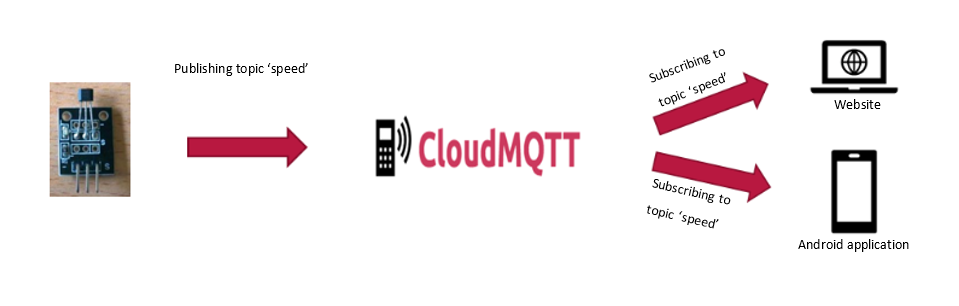 Publishing topic ‘speed’
CloudMQTT
Subscribing to
topic ‘speed’
Website
Subscribing to
topic ‘speed’
Android application